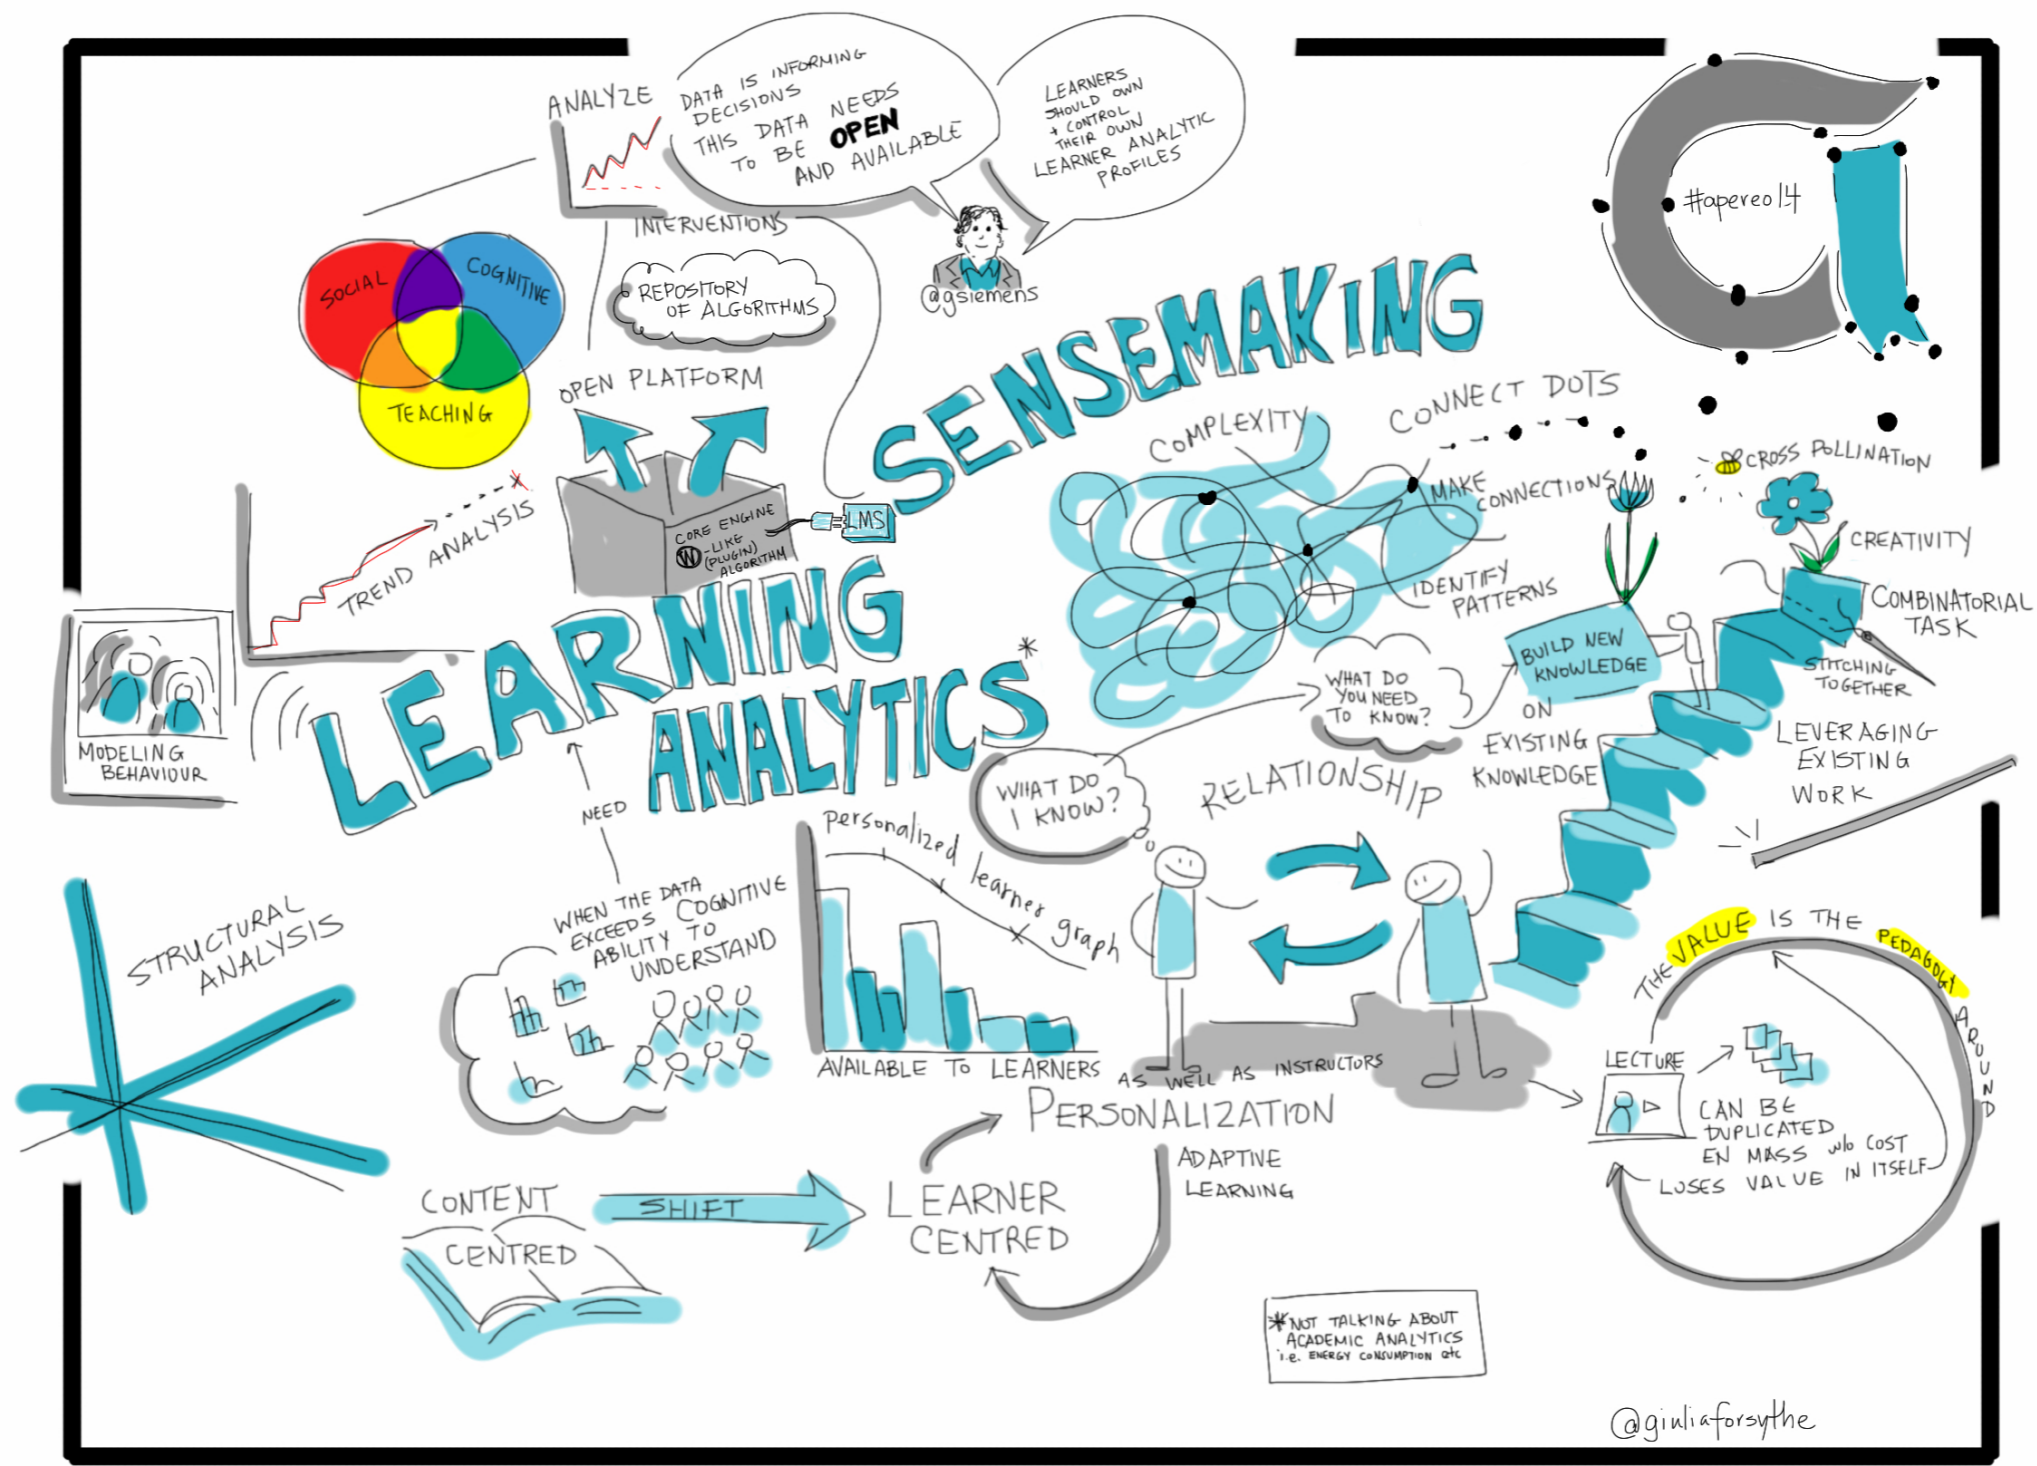 ANALYZE
INTERVENTIONS
DATA IS INFORMING
DECISIONS
THIS DATA NEEDS
TO BE OPEN
AND AVAILABLE
LEARNERS
SHOULD OWN
+ CONTROL
THEIR OWN
LEARNER ANALYTIC
PROFILES
@gsiemens
#apereo14
SOCIAL
COGNITIVE
TEACHING
REPOSITORY
OF ALGORITHMS
OPEN PLATFORM
CORE ENGINE
W-LIKE
(PLUGIN)
ALGORITHM
LMS
TREND ANALYSIS
MODELING
BEHAVIOUR
SENSEMAKING
LEARNING
ANALYTICS*
COMPLEXITY
CONNECT DOTS
MAKE
CONNECTIONS
IDENTIFY
PATTERNS
CROSS POLLINATION
CREATIVITY
COMBINATORIAL
TASK
STITCHING
TOGETHER
LEVERAGING
EXISTING
WORK
BUILD NEW
KNOWLEDGE
ON
EXISTING
KNOWLEDGE
WHAT DO
YOU NEED
TO KNOW?
WHAT DO
I KNOW?
RELATIONSHIP
NEED
WHEN THE DATA
EXCEEDS COGNITIVE
ABILITY TO
UNDERSTAND
STRUCTURAL
ANALYSIS
personalized learner graph
AVAILABLE TO LEARNERS
AS WELL AS INSTRUCTORS
PERSONALIZATION
ADAPTIVE
LEARNING
CONTENT
CENTRED
SHIFT
LEARNER
CENTRED
THE VALUE IS THE PEDAGOGY AROUND
LECTURE
CAN BE
DUPLICATED
EN MASS w/o COST
LOSES VALUE IN ITSELF
*NOT TALKING ABOUT
ACADEMIC ANALYTICS
i.e. ENERGY CONSUMPTION etc
@giuliaforsythe